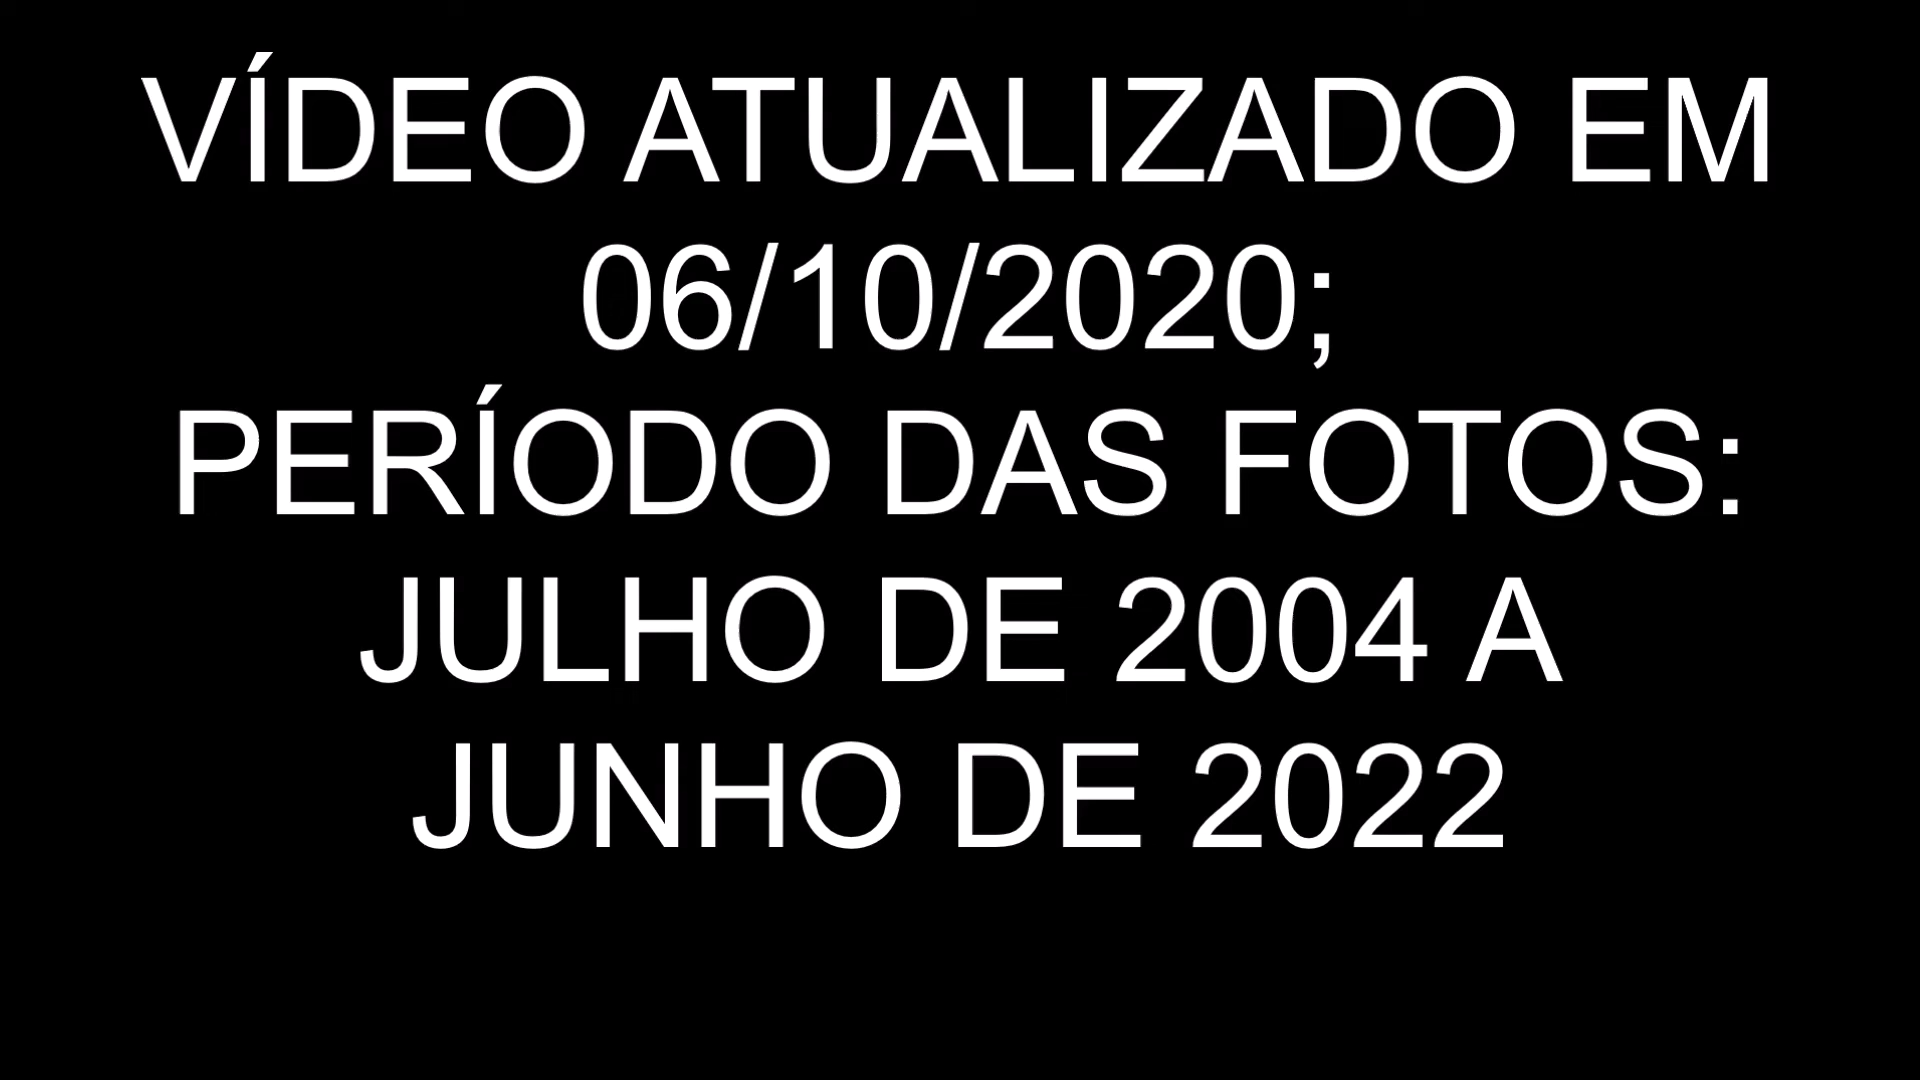 VÍDEO ATUALIZADO EM
06/10/2020;
PERÍODO DAS FOTOS:
JULHO DE 2004 A
JUNHO DE 2022